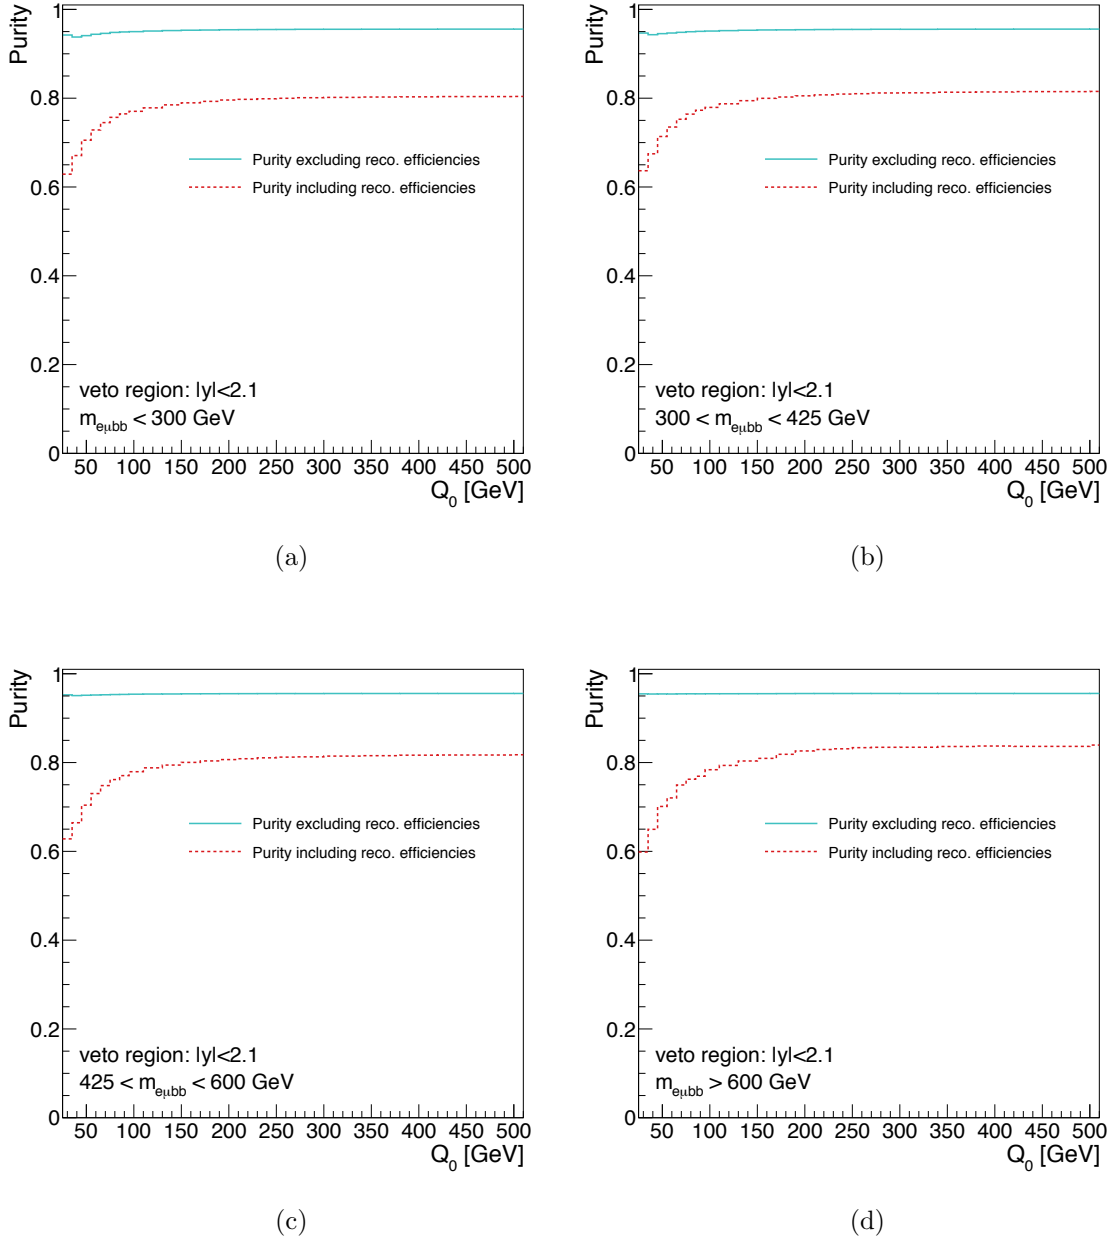 Purity
1
0.8
0.6
0.4
0.2
0
Purity excluding reco. efficiencies
Purity including reco. efficiencies
veto region: |y|<2.1
m_eμbb < 300 GeV
50 100 150 200 250 300 350 400 450 500
Q_0 [GeV]
(a)
Purity
1
0.8
0.6
0.4
0.2
0
Purity excluding reco. efficiencies
Purity including reco. efficiencies
veto region: |y|<2.1
300 < m_eμbb < 425 GeV
50 100 150 200 250 300 350 400 450 500
Q_0 [GeV]
(b)
Purity
1
0.8
0.6
0.4
0.2
0
Purity excluding reco. efficiencies
Purity including reco. efficiencies
veto region: |y|<2.1
425 < m_eμbb < 600 GeV
50 100 150 200 250 300 350 400 450 500
Q_0 [GeV]
(c)
Purity
1
0.8
0.6
0.4
0.2
0
Purity excluding reco. efficiencies
Purity including reco. efficiencies
veto region: |y|<2.1
m_eμbb > 600 GeV
50 100 150 200 250 300 350 400 450 500
Q_0 [GeV]
(d)